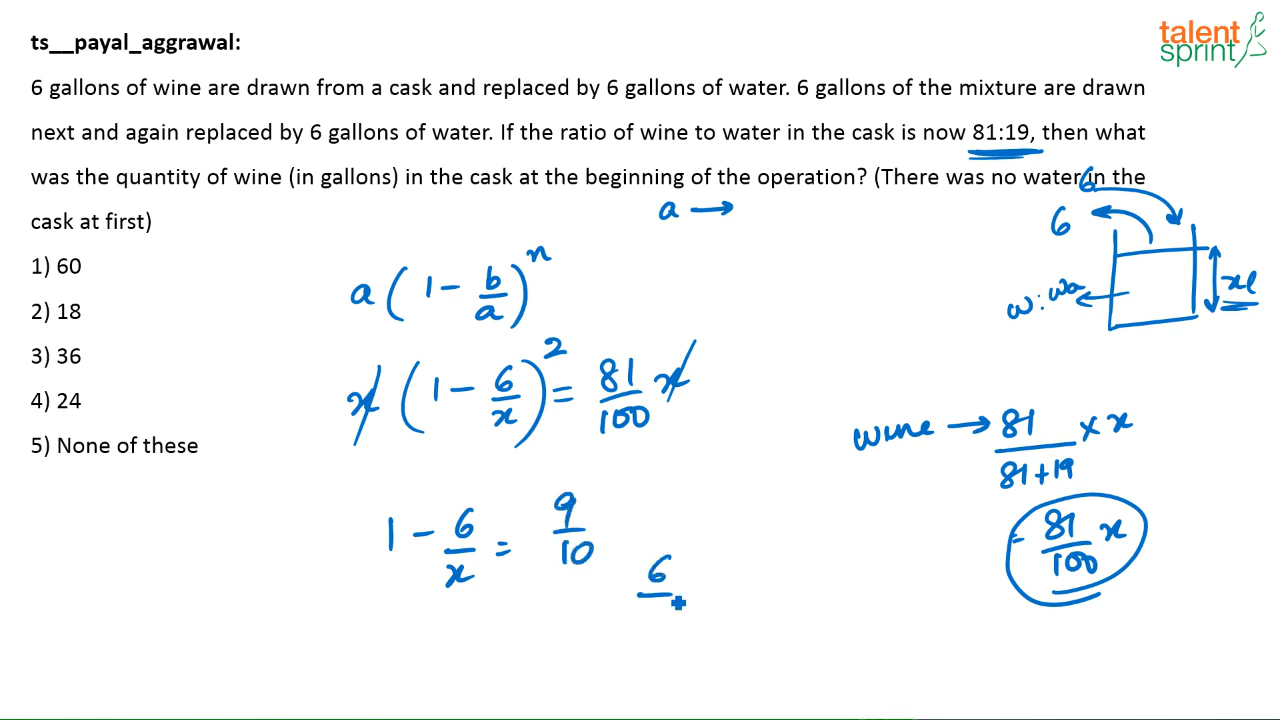 talent
sprint
ts__payal_aggrawal:
6 gallons of wine are drawn from a cask and replaced by 6 gallons of water. 6 gallons of the mixture are drawn
next and again replaced by 6 gallons of water. If the ratio of wine to water in the cask is now 81:19, then what
was the quantity of wine (in gallons) in the cask at the beginning of the operation? (There was no water in the
cask at first)
1) 60
2) 18
3) 36
4) 24
5) None of these
a →
6
6
w : wa
xl
a ( 1 - b/a )^n
x ( 1 - 6/x )^2 = 81/100 x
wine → 81/81+19 × x
= 81/100 x
1 - 6/x = 9/10
6